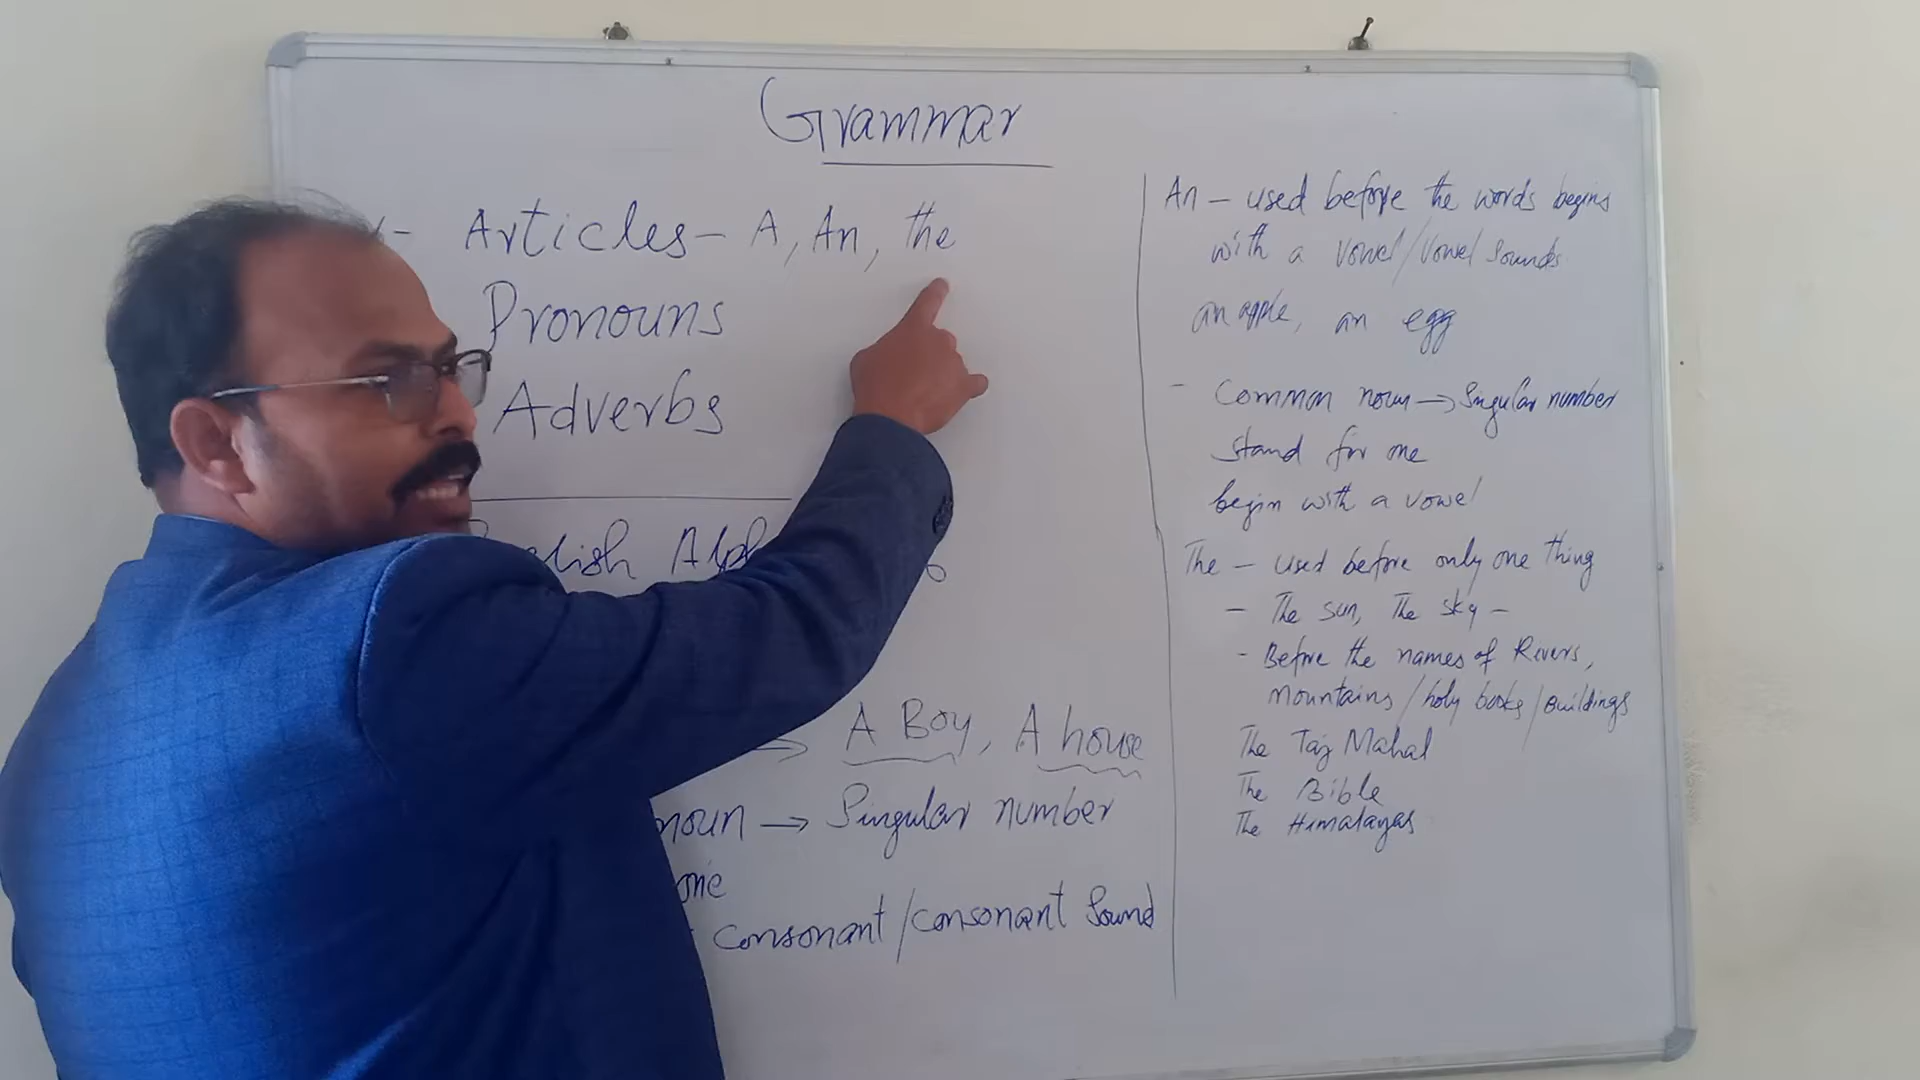 Grammar
Articles – A, An, the
Pronouns
Adverbs
A Boy, A house
noun → Singular number
one
consonant / consonant Sound
An – used before the words begins
with a vowel / vowel sounds
an apple, an egg
- Common noun → Singular number
stand for one
begin with a vowel
The – used before only one thing
– The sun, The sky –
- Before the names of Rivers,
mountains / holy books / Buildings
The Taj Mahal
The Bible
The Himalayas